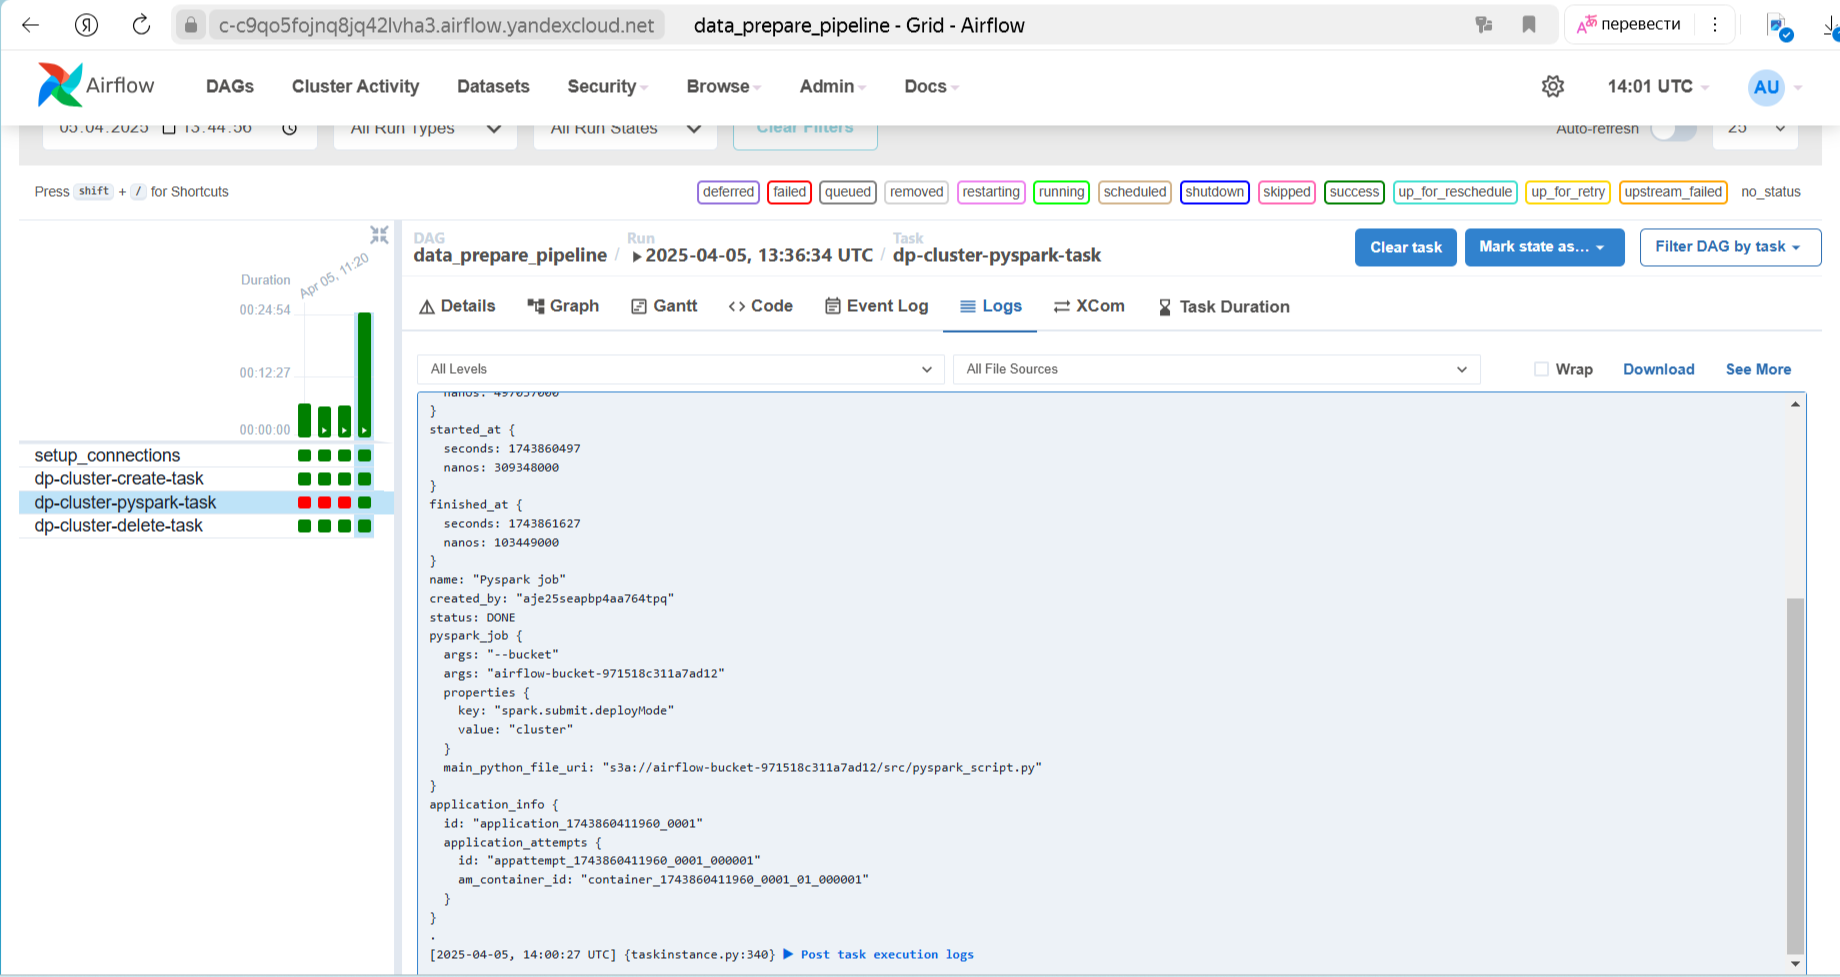 c-c9qo5fojnq8jq42lvha3.airflow.yandexcloud.net data_prepare_pipeline - Grid - Airflow перевести
Airflow DAGs Cluster Activity Datasets Security Browse Admin Docs 14:01 UTC AU
05.04.2025 13:44:56 All Run Types All Run States Clear Filters Auto-refresh 25
Press shift + / for Shortcuts deferred failed queued removed restarting running scheduled shutdown skipped success up_for_reschedule up_for_retry upstream_failed no_status
DAG Run Task
data_prepare_pipeline / 2025-04-05, 13:36:34 UTC / dp-cluster-pyspark-task
Clear task Mark state as... Filter DAG by task
Details Graph Gantt Code Event Log Logs XCom Task Duration
Apr 05, 11:20
Duration
00:24:54
00:12:27
00:00:00
setup_connections
dp-cluster-create-task
dp-cluster-pyspark-task
dp-cluster-delete-task
All Levels All File Sources Wrap Download See More
nanos: 497057000
}
started_at {
seconds: 1743860497
nanos: 309348000
}
finished_at {
seconds: 1743861627
nanos: 103449000
}
name: "Pyspark job"
created_by: "aje25seapbp4aa764tpq"
status: DONE
pyspark_job {
args: "--bucket"
args: "airflow-bucket-971518c311a7ad12"
properties {
key: "spark.submit.deployMode"
value: "cluster"
}
main_python_file_uri: "s3a://airflow-bucket-971518c311a7ad12/src/pyspark_script.py"
}
application_info {
id: "application_1743860411960_0001"
application_attempts {
id: "appattempt_1743860411960_0001_000001"
am_container_id: "container_1743860411960_0001_01_000001"
}
}
.
[2025-04-05, 14:00:27 UTC] {taskinstance.py:340} ▶ Post task execution logs